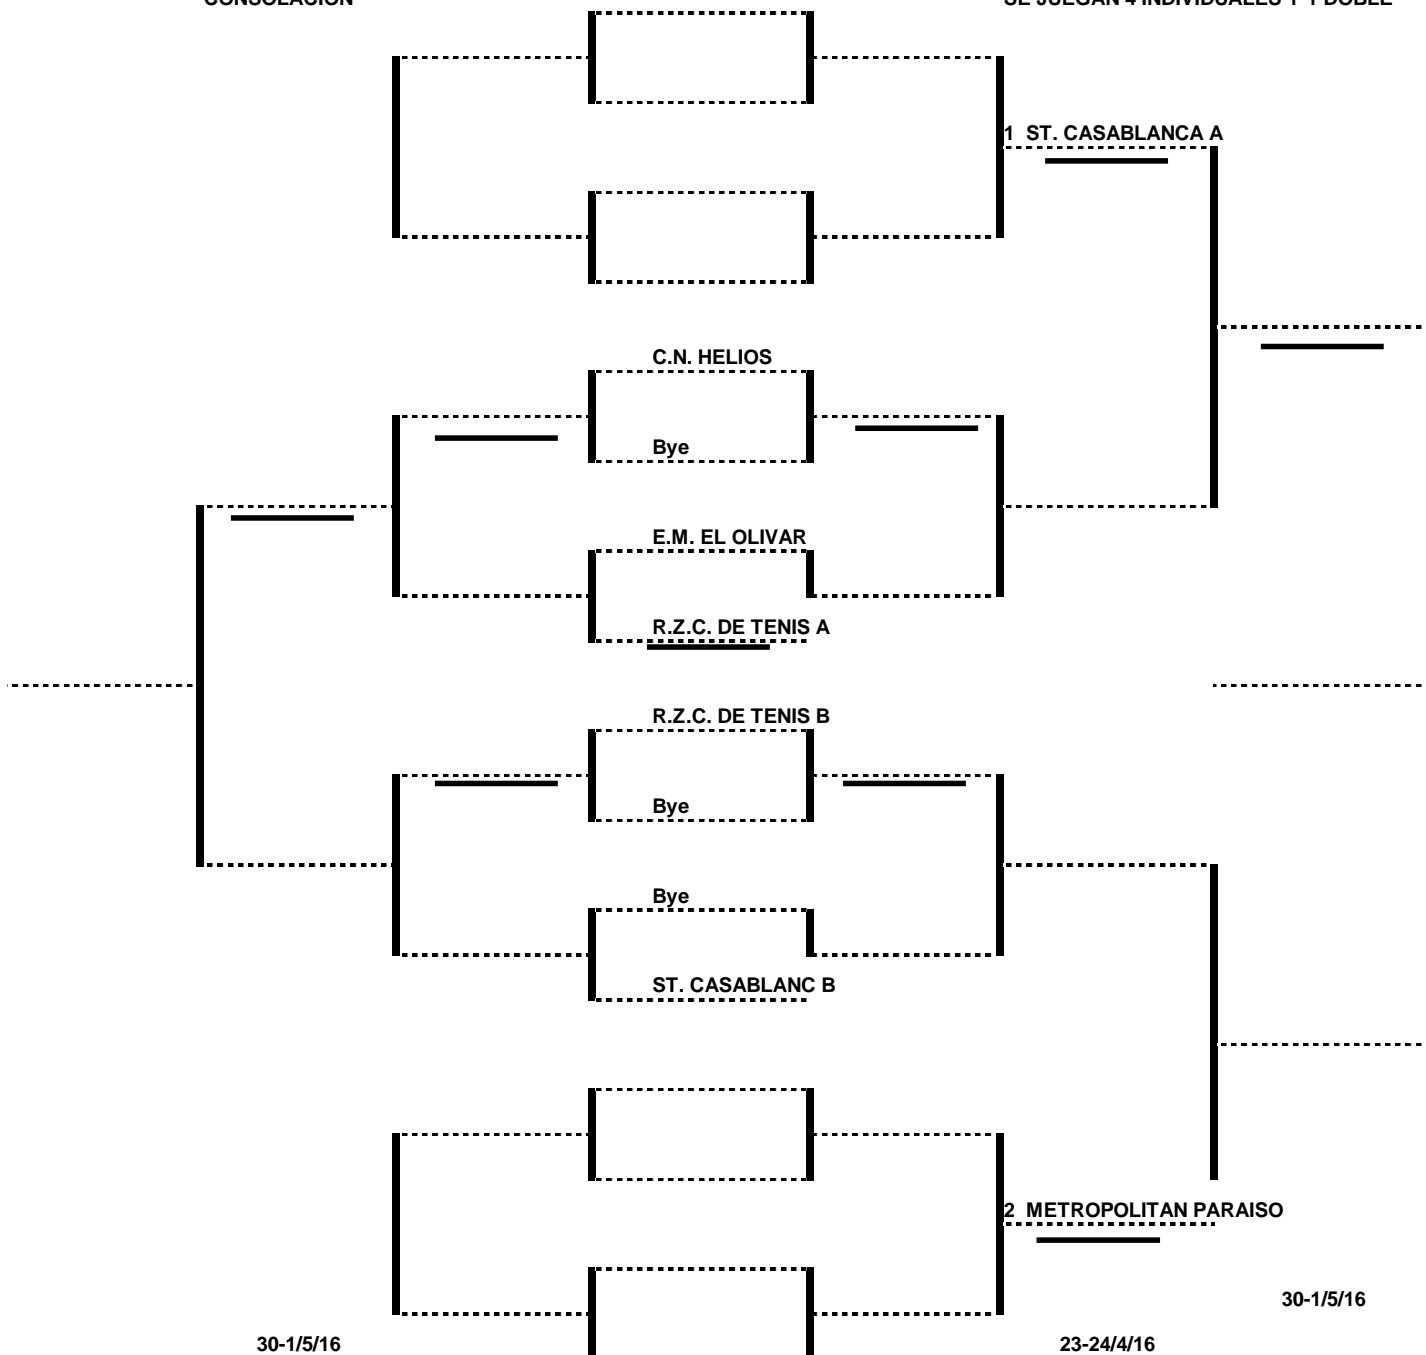 CONSOLACION
SE JUEGAN 4 INDIVIDUALES Y 1 DOBLE
1 ST. CASABLANCA A
C.N. HELIOS
Bye
E.M. EL OLIVAR
R.Z.C. DE TENIS A
R.Z.C. DE TENIS B
Bye
Bye
ST. CASABLANC B
2 METROPOLITAN PARAISO
30-1/5/16
30-1/5/16
23-24/4/16